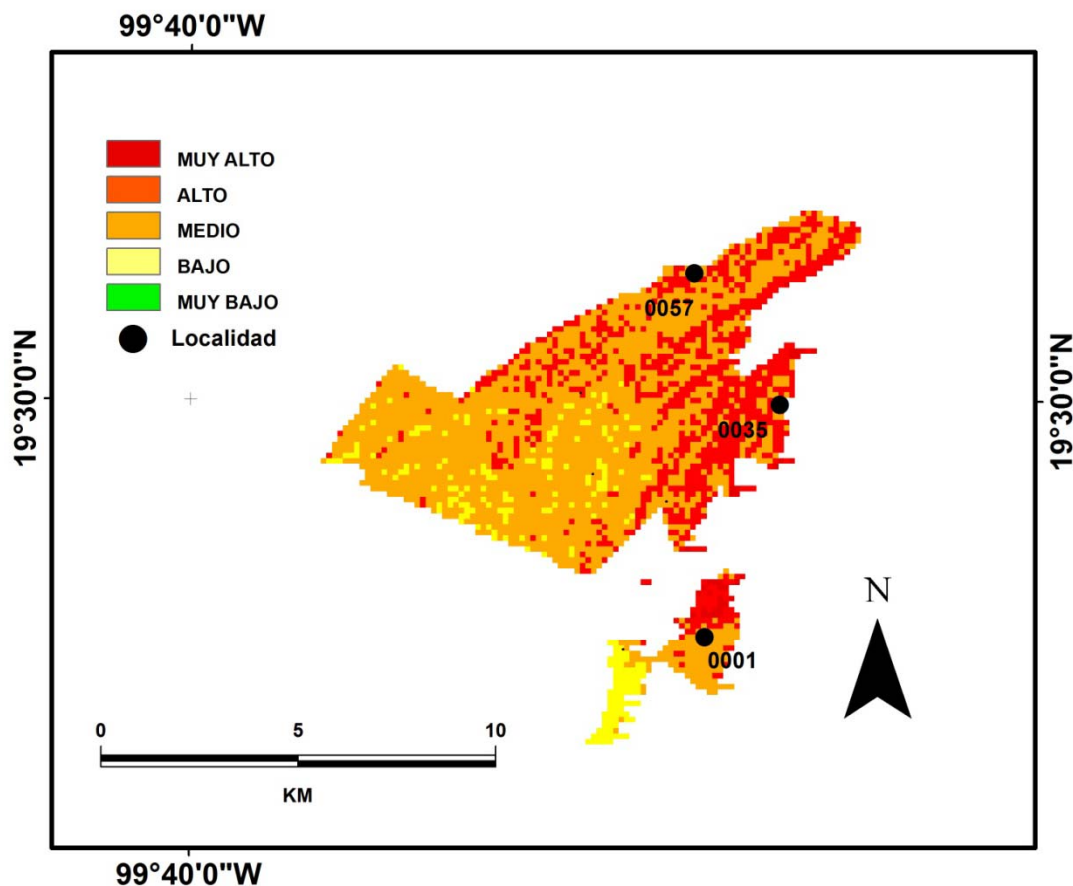 99°40'0"W
MUY ALTO
ALTO
MEDIO
BAJO
MUY BAJO
Localidad
0057
19°30'0"N
19°30'0"N
0035
N
0001
0 5 10
KM
99°40'0"W